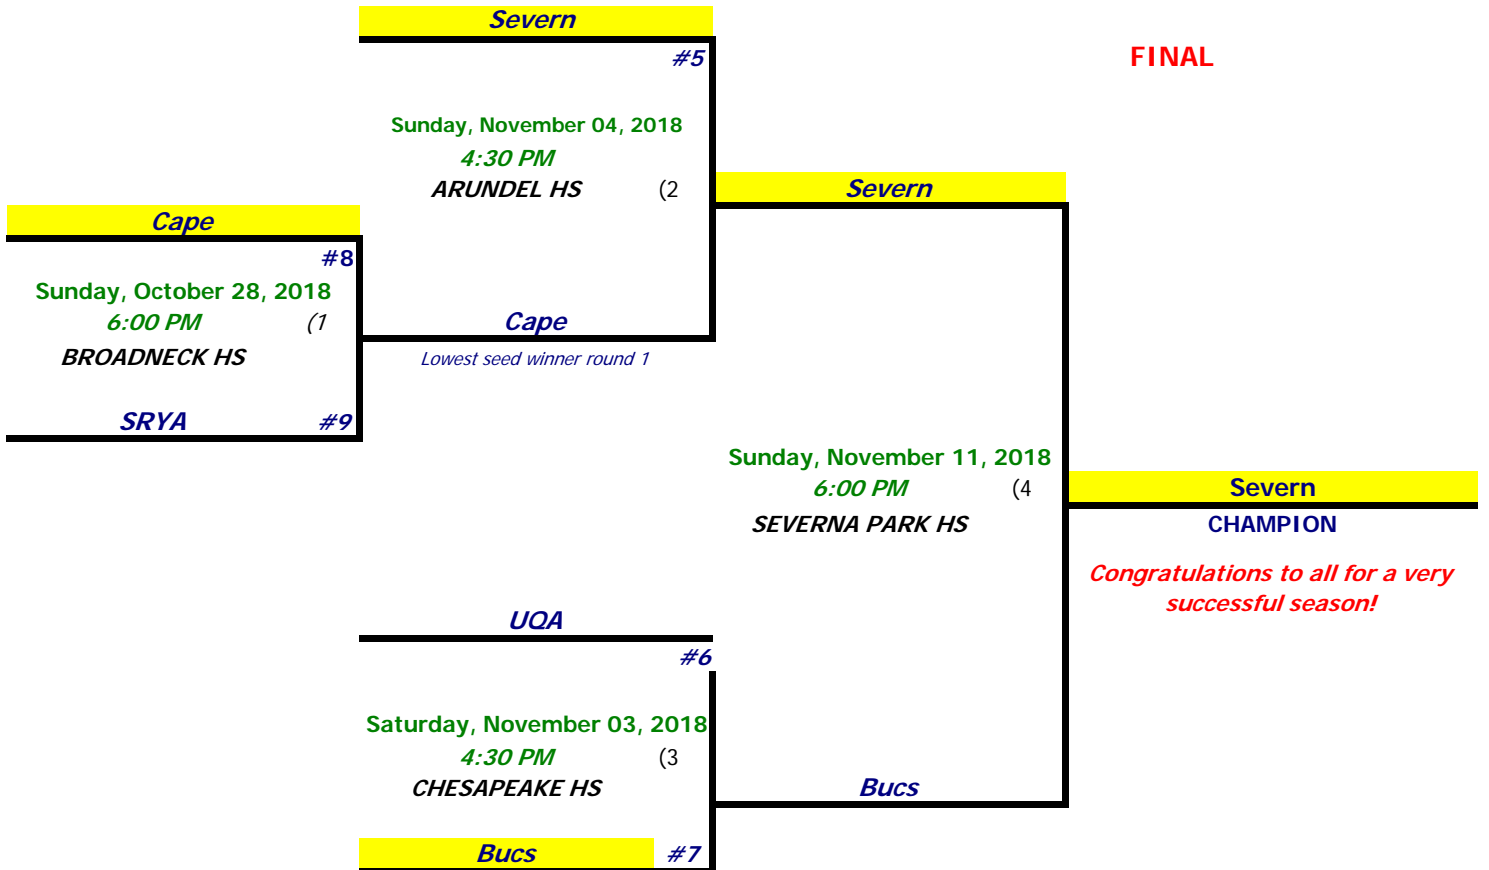 Severn
#5
FINAL
Sunday, November 04, 2018
4:30 PM
ARUNDEL HS (2
Severn
Cape
#8
Sunday, October 28, 2018
6:00 PM (1
BROADNECK HS
Cape
Lowest seed winner round 1
SRYA #9
Sunday, November 11, 2018
6:00 PM (4
SEVERNA PARK HS
Severn
CHAMPION
Congratulations to all for a very
successful season!
UQA
#6
Saturday, November 03, 2018
4:30 PM (3
CHESAPEAKE HS
Bucs
Bucs #7